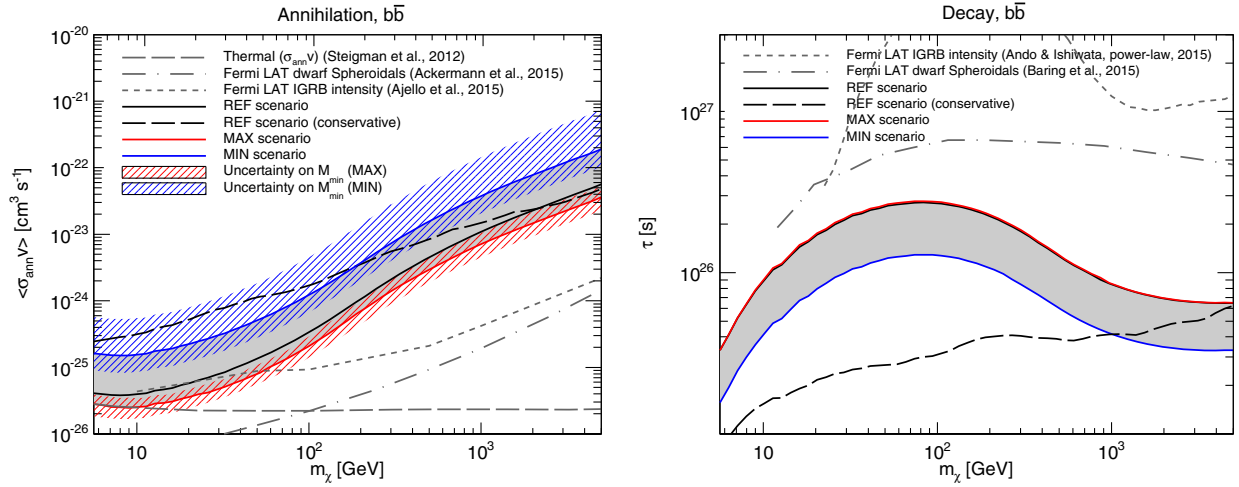 Annihilation, bb̅
10⁻²⁰
10⁻²¹
10⁻²²
10⁻²³
10⁻²⁴
10⁻²⁵
10⁻²⁶
<σₐₙₙv> [cm³ s⁻¹]
Thermal ⟨σₐₙₙv⟩ (Steigman et al., 2012)
Fermi LAT dwarf Spheroidals (Ackermann et al., 2015)
Fermi LAT IGRB intensity (Ajello et al., 2015)
REF scenario
REF scenario (conservative)
MAX scenario
MIN scenario
Uncertainty on Mₘᵢₙ (MAX)
Uncertainty on Mₘᵢₙ (MIN)
10
10²
10³
mᵪ [GeV]
Decay, bb̅
10²⁷
10²⁶
τ [s]
Fermi LAT IGRB intensity (Ando & Ishiwata, power-law, 2015)
Fermi LAT dwarf Spheroidals (Baring et al., 2015)
REF scenario
REF scenario (conservative)
MAX scenario
MIN scenario
10
10²
10³
mᵪ [GeV]